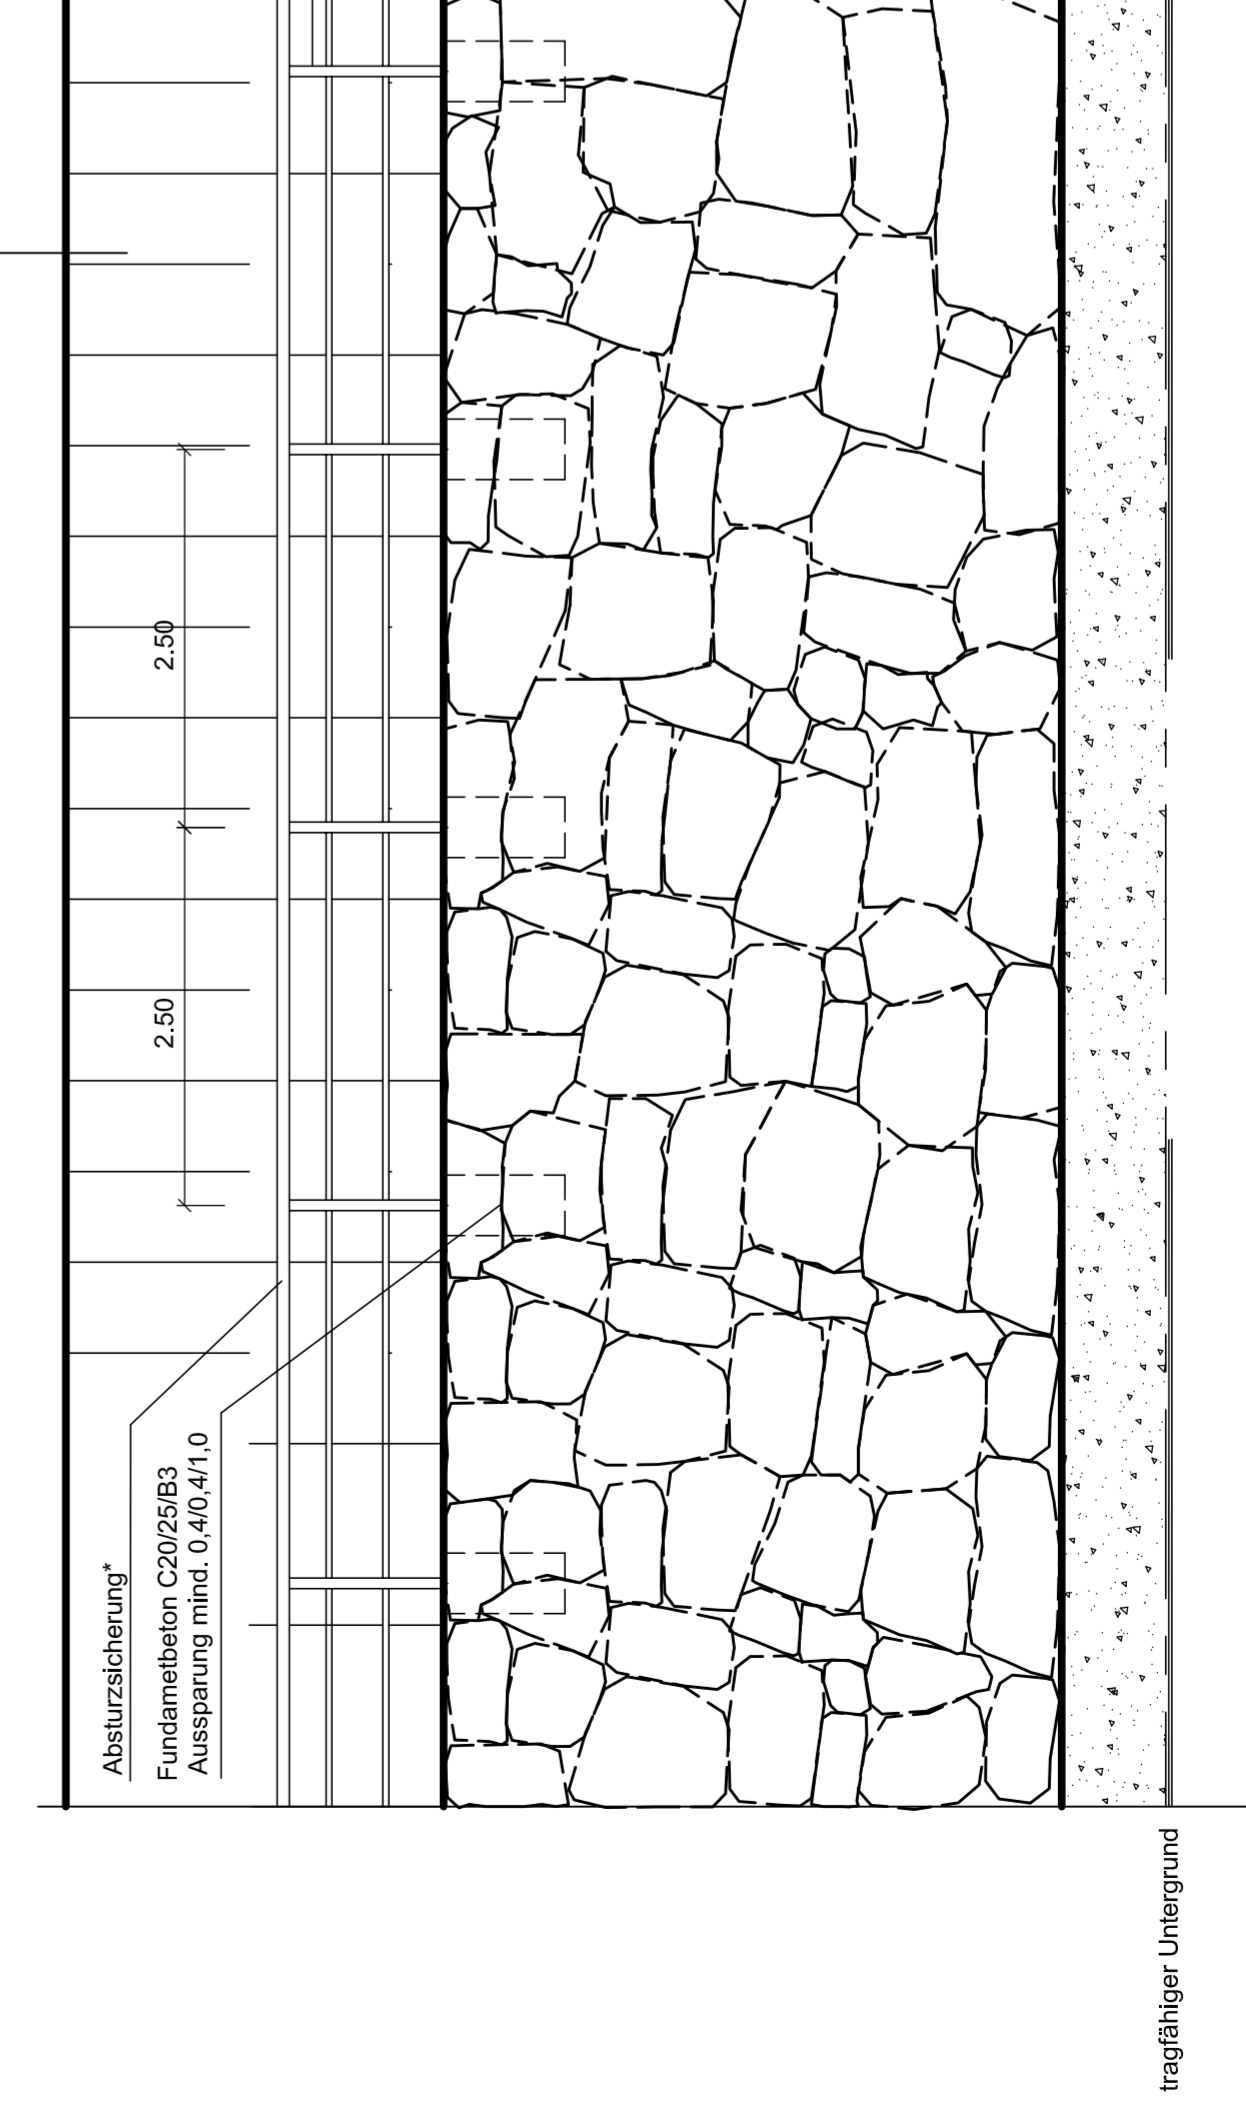 Absturzsicherung*
Fundametbeton C20/25/B3
Aussparung mind. 0,4/0,4/1,0
2.50
2.50
tragfähiger Untergrund